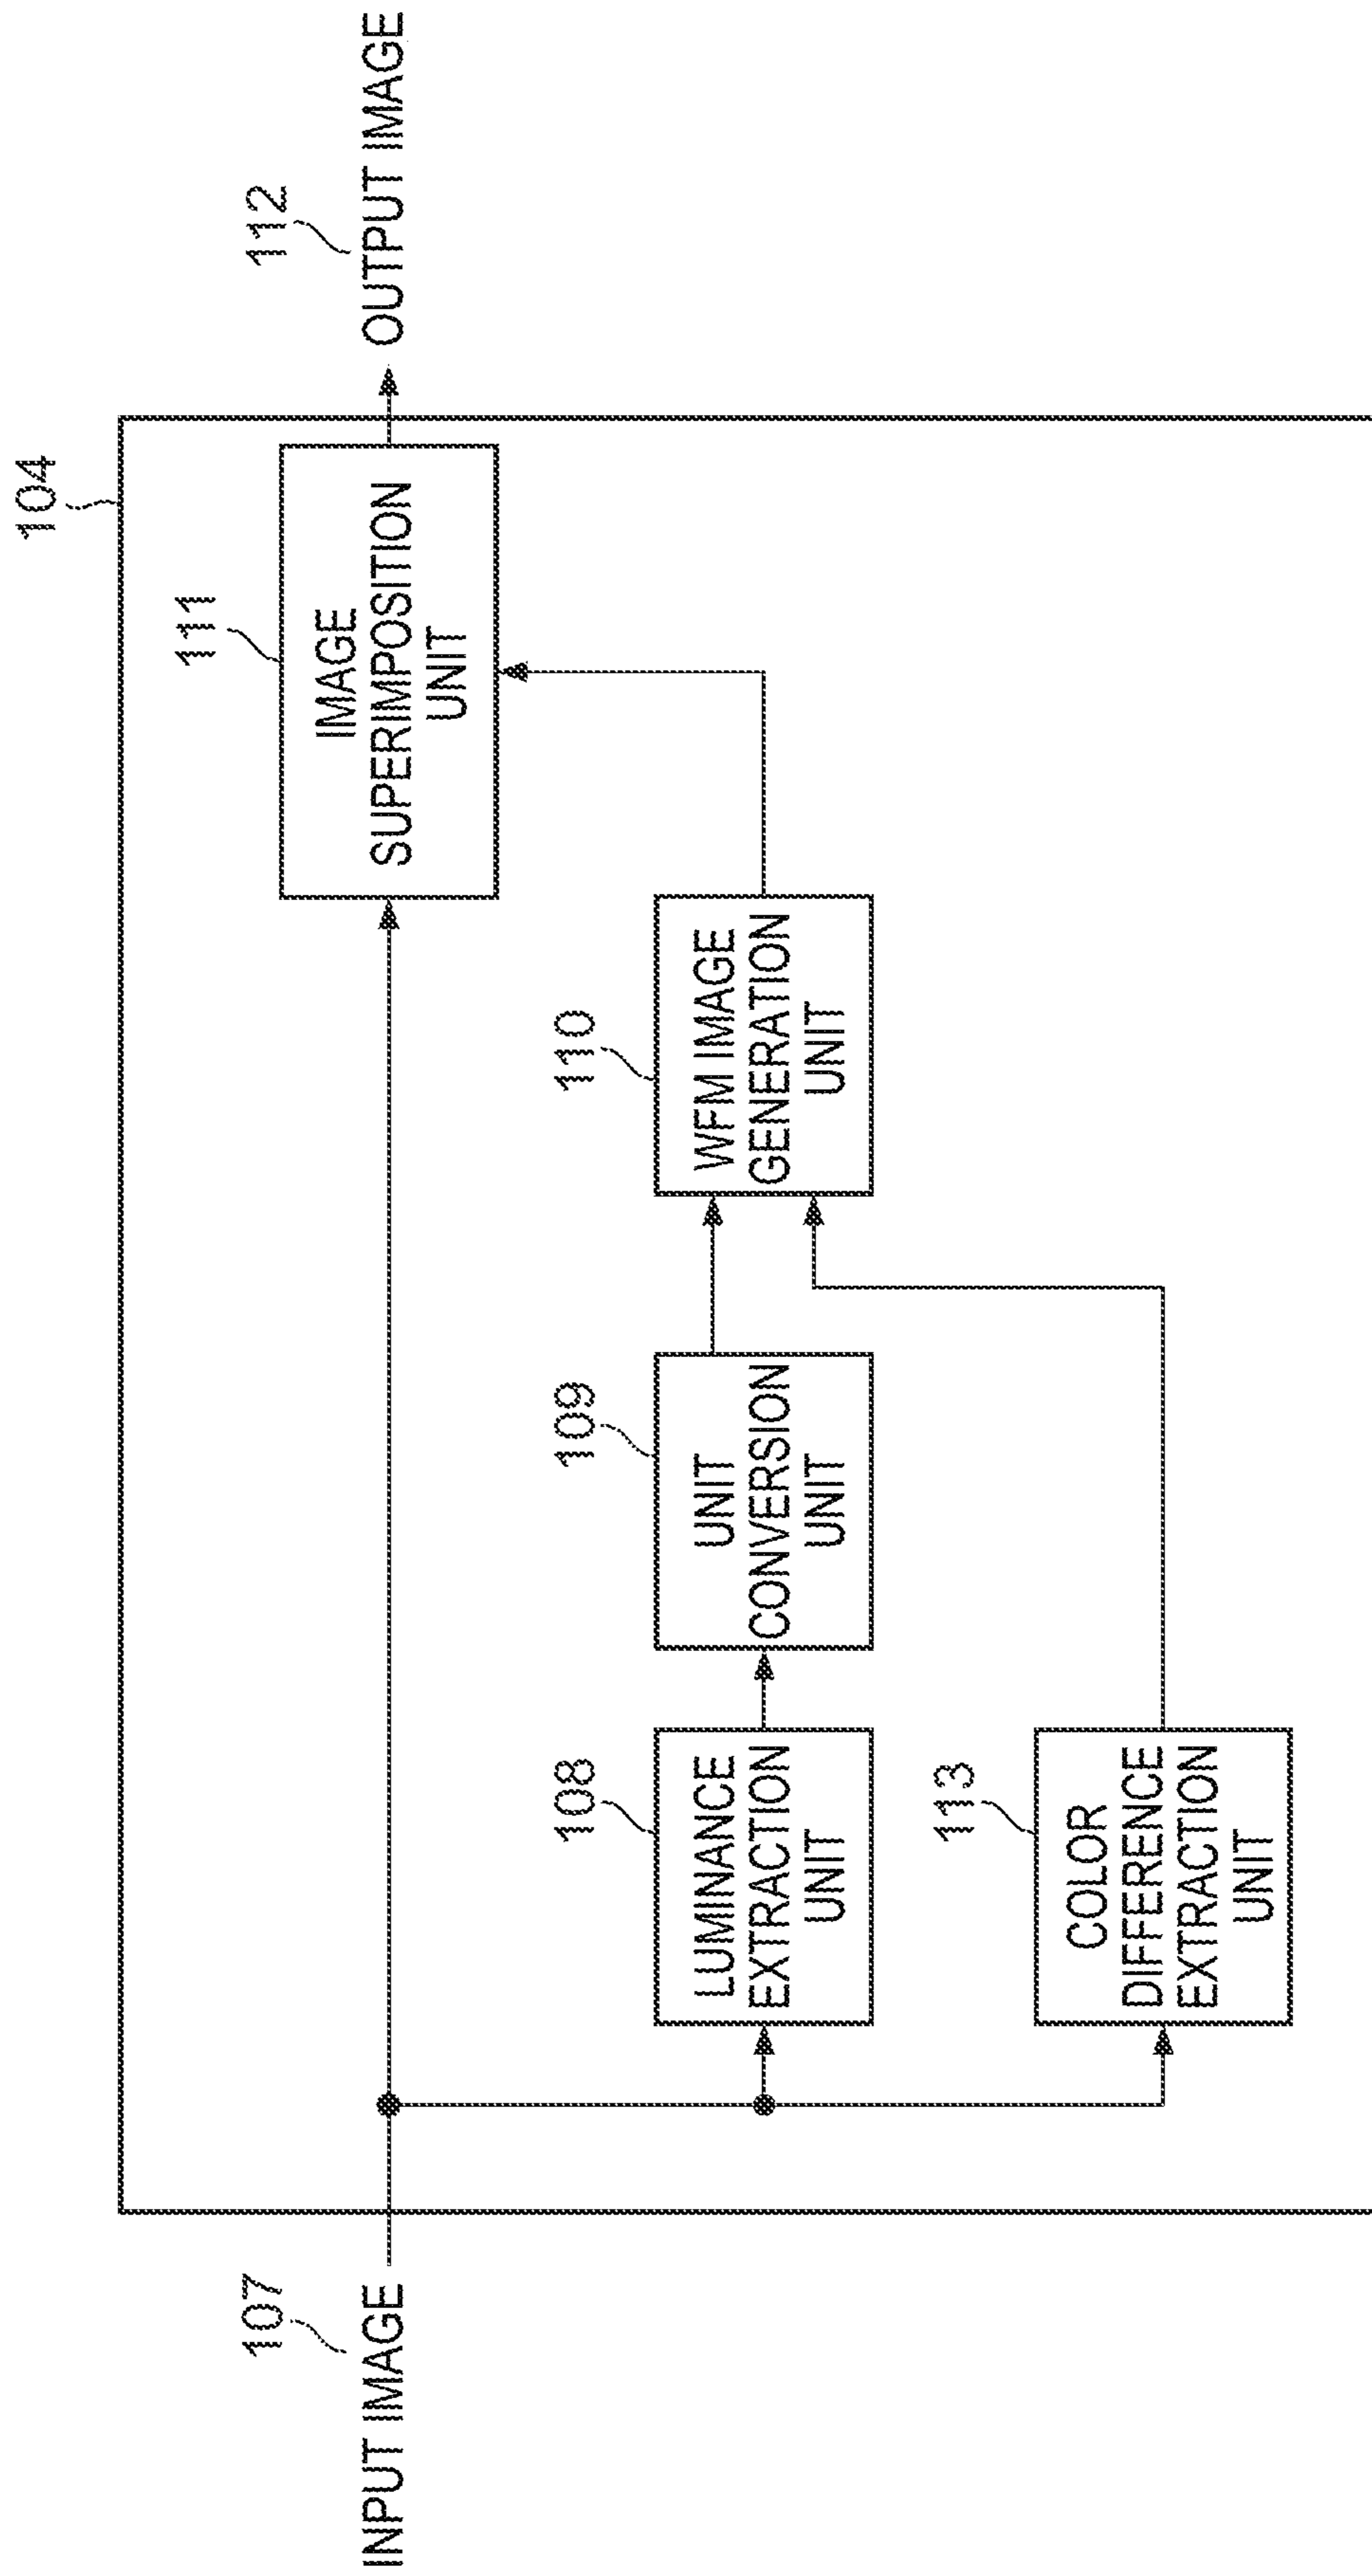 104
107
INPUT IMAGE
111
IMAGE
SUPERIMPOSITION
UNIT
112
OUTPUT IMAGE
108
LUMINANCE
EXTRACTION
UNIT
109
UNIT
CONVERSION
UNIT
110
WFM IMAGE
GENERATION
UNIT
113
COLOR
DIFFERENCE
EXTRACTION
UNIT